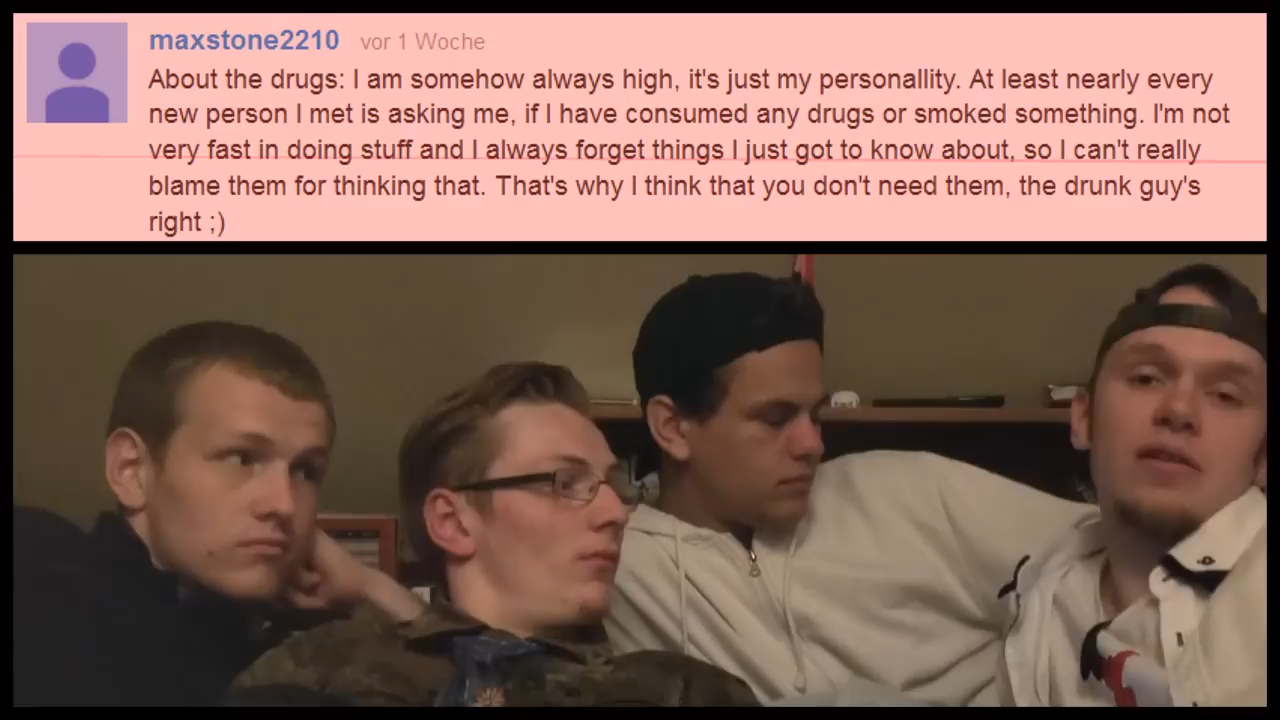 maxstone2210 vor 1 Woche
About the drugs: I am somehow always high, it's just my personallity. At least nearly every
new person I met is asking me, if I have consumed any drugs or smoked something. I'm not
very fast in doing stuff and I always forget things I just got to know about, so I can't really
blame them for thinking that. That's why I think that you don't need them, the drunk guy's
right ;)